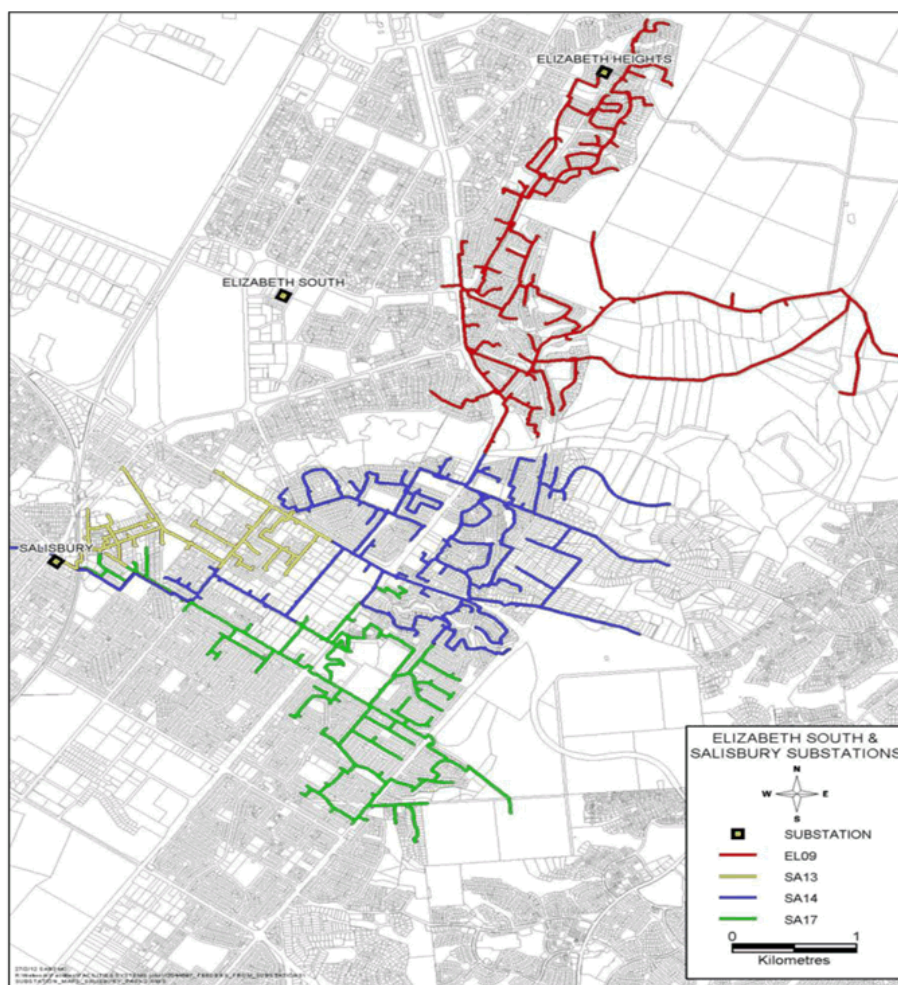 ELIZABETH HEIGHTS
ELIZABETH SOUTH
SALISBURY
ELIZABETH SOUTH &
SALISBURY SUBSTATIONS
N
W E
S
SUBSTATION
EL09
SA13
SA14
SA17
0 1
Kilometres